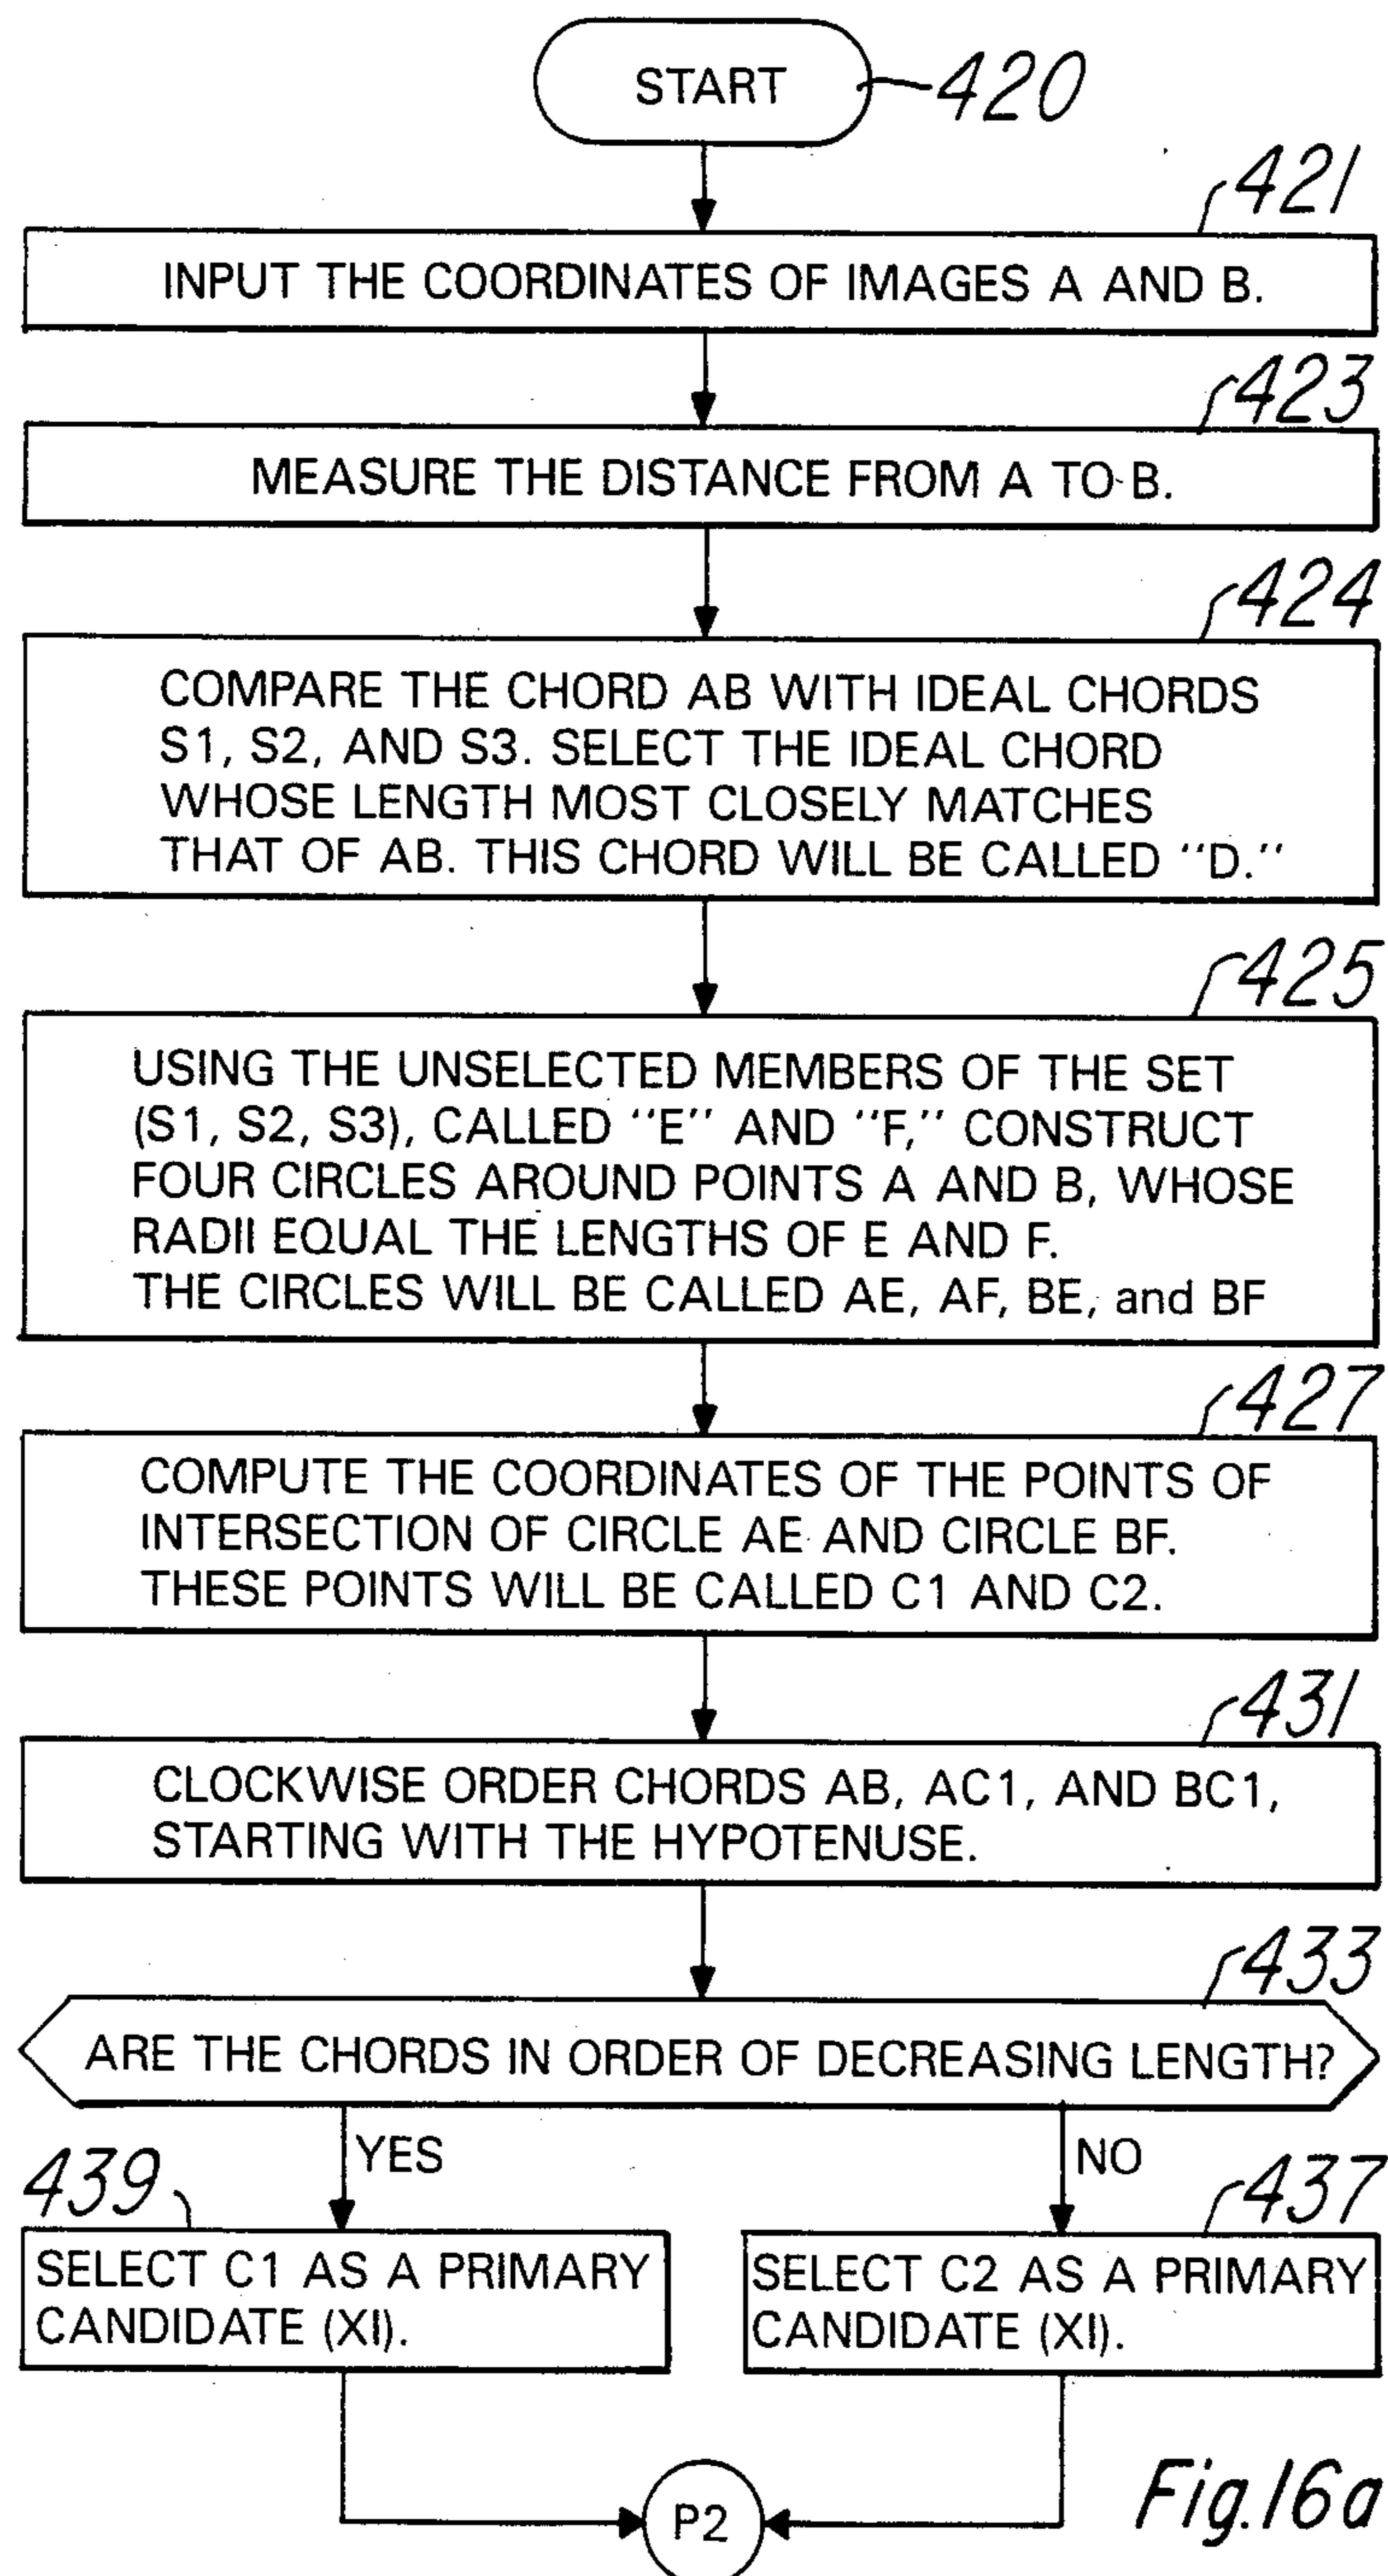 START
420
421
INPUT THE COORDINATES OF IMAGES A AND B.
423
MEASURE THE DISTANCE FROM A TO B.
424
COMPARE THE CHORD AB WITH IDEAL CHORDS
S1, S2, AND S3. SELECT THE IDEAL CHORD
WHOSE LENGTH MOST CLOSELY MATCHES
THAT OF AB. THIS CHORD WILL BE CALLED "D."
425
USING THE UNSELECTED MEMBERS OF THE SET
(S1, S2, S3), CALLED "E" AND "F," CONSTRUCT
FOUR CIRCLES AROUND POINTS A AND B, WHOSE
RADII EQUAL THE LENGTHS OF E AND F.
THE CIRCLES WILL BE CALLED AE, AF, BE, and BF
427
COMPUTE THE COORDINATES OF THE POINTS OF
INTERSECTION OF CIRCLE AE AND CIRCLE BF.
THESE POINTS WILL BE CALLED C1 AND C2.
431
CLOCKWISE ORDER CHORDS AB, AC1, AND BC1,
STARTING WITH THE HYPOTENUSE.
433
ARE THE CHORDS IN ORDER OF DECREASING LENGTH?
YES
NO
439
437
SELECT C1 AS A PRIMARY
CANDIDATE (XI).
SELECT C2 AS A PRIMARY
CANDIDATE (XI).
P2
Fig.16a